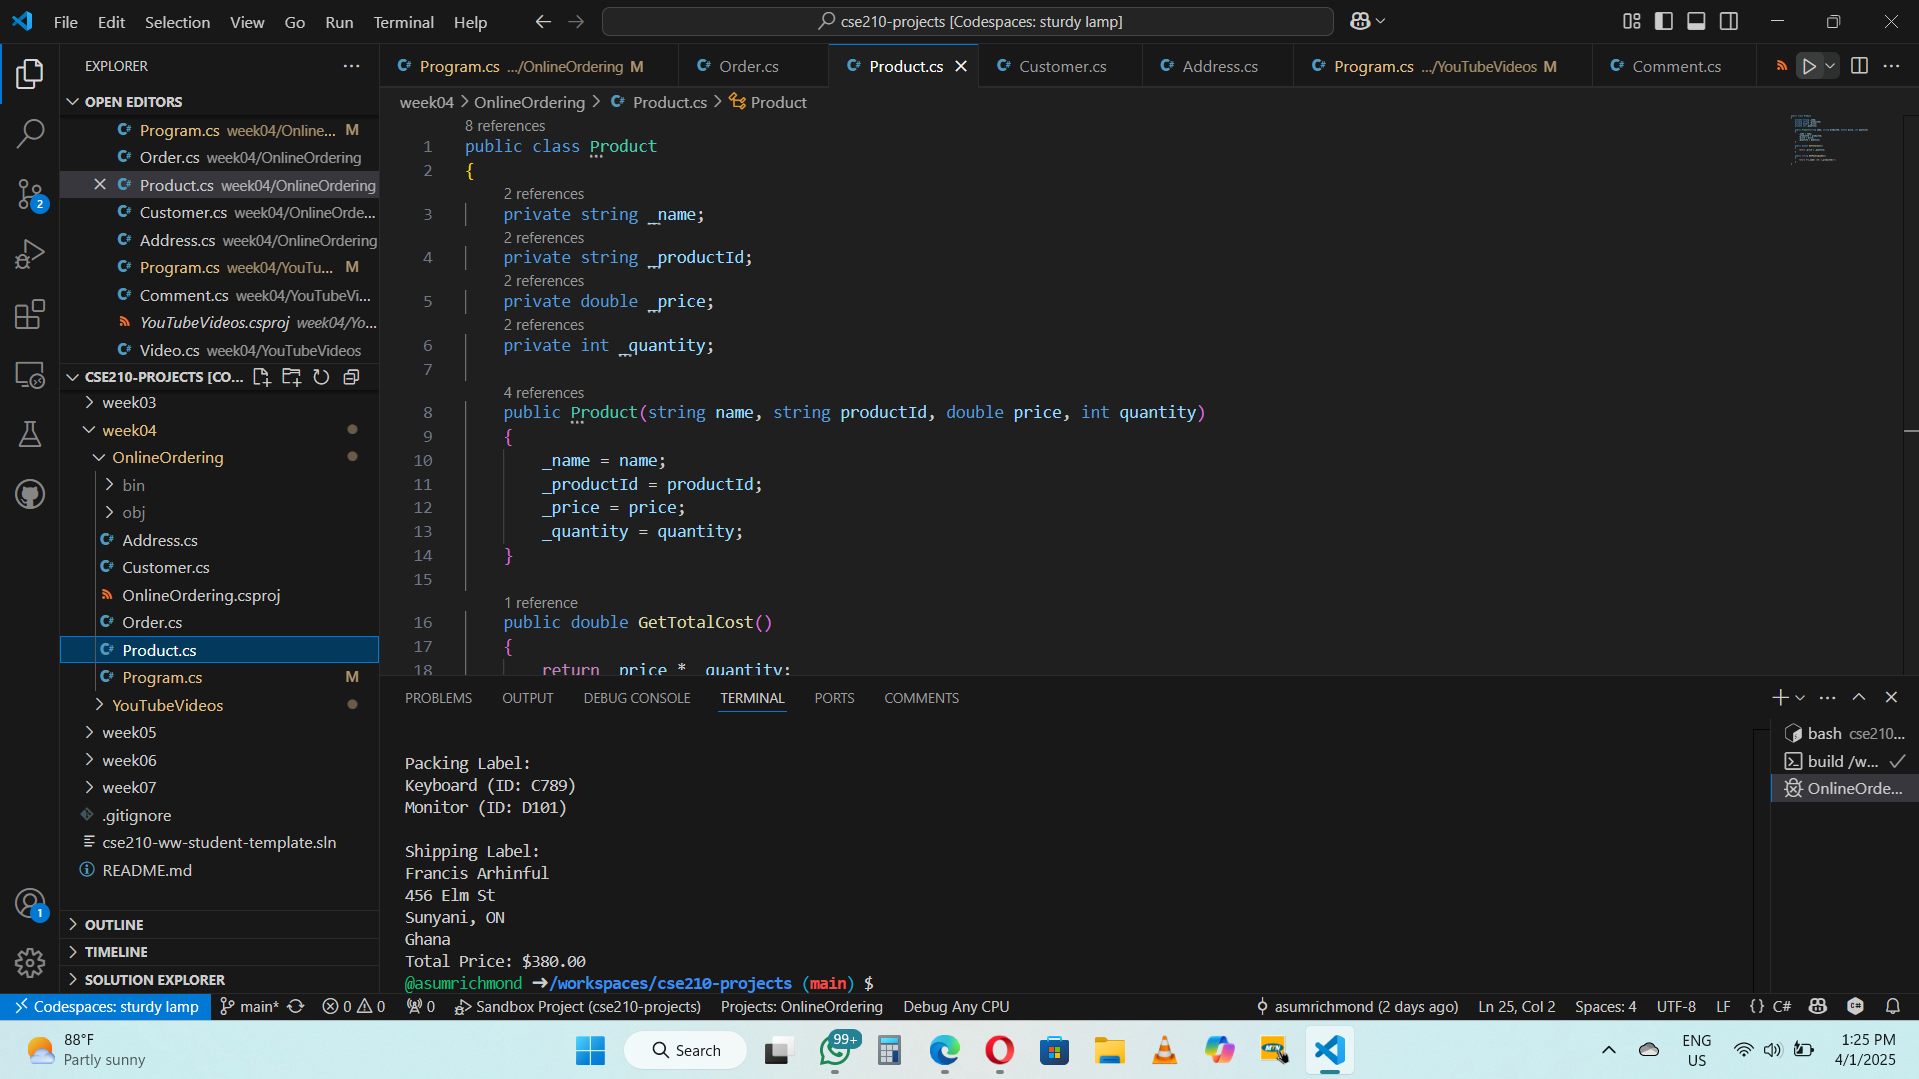 File Edit Selection View Go Run Terminal Help
cse210-projects [Codespaces: sturdy lamp]
EXPLORER
OPEN EDITORS
Program.cs week04/Online... M
Order.cs week04/OnlineOrdering
Product.cs week04/OnlineOrdering
Customer.cs week04/OnlineOrde...
Address.cs week04/OnlineOrdering
Program.cs week04/YouTu... M
Comment.cs week04/YouTubeVi...
YouTubeVideos.csproj week04/Yo...
Video.cs week04/YouTubeVideos
CSE210-PROJECTS [CO...
week03
week04
OnlineOrdering
bin
obj
Address.cs
Customer.cs
OnlineOrdering.csproj
Order.cs
Product.cs
Program.cs M
YouTubeVideos
week05
week06
week07
.gitignore
cse210-ww-student-template.sln
README.md
OUTLINE
TIMELINE
SOLUTION EXPLORER
2
1
Program.cs .../OnlineOrdering M
Order.cs
Product.cs
Customer.cs
Address.cs
Program.cs .../YouTubeVideos M
Comment.cs
week04 > OnlineOrdering > Product.cs > Product
8 references
1 public class Product
2 {
2 references
3 private string _name;
2 references
4 private string _productId;
2 references
5 private double _price;
2 references
6 private int _quantity;
7
4 references
8 public Product(string name, string productId, double price, int quantity)
9 {
10 _name = name;
11 _productId = productId;
12 _price = price;
13 _quantity = quantity;
14 }
15
1 reference
16 public double GetTotalCost()
17 {
18 return _price * _quantity;
PROBLEMS OUTPUT DEBUG CONSOLE TERMINAL PORTS COMMENTS
Packing Label:
Keyboard (ID: C789)
Monitor (ID: D101)
Shipping Label:
Francis Arhinful
456 Elm St
Sunyani, ON
Ghana
Total Price: $380.00
@asumrichmond ➜/workspaces/cse210-projects (main) $
bash cse210...
build /w...
OnlineOrde...
Codespaces: sturdy lamp main* 0 0 0 Sandbox Project (cse210-projects) Projects: OnlineOrdering Debug Any CPU asumrichmond (2 days ago) Ln 25, Col 2 Spaces: 4 UTF-8 LF {} C#
88°F
Partly sunny
Search
99+
MTN
ENG
US
1:25 PM
4/1/2025